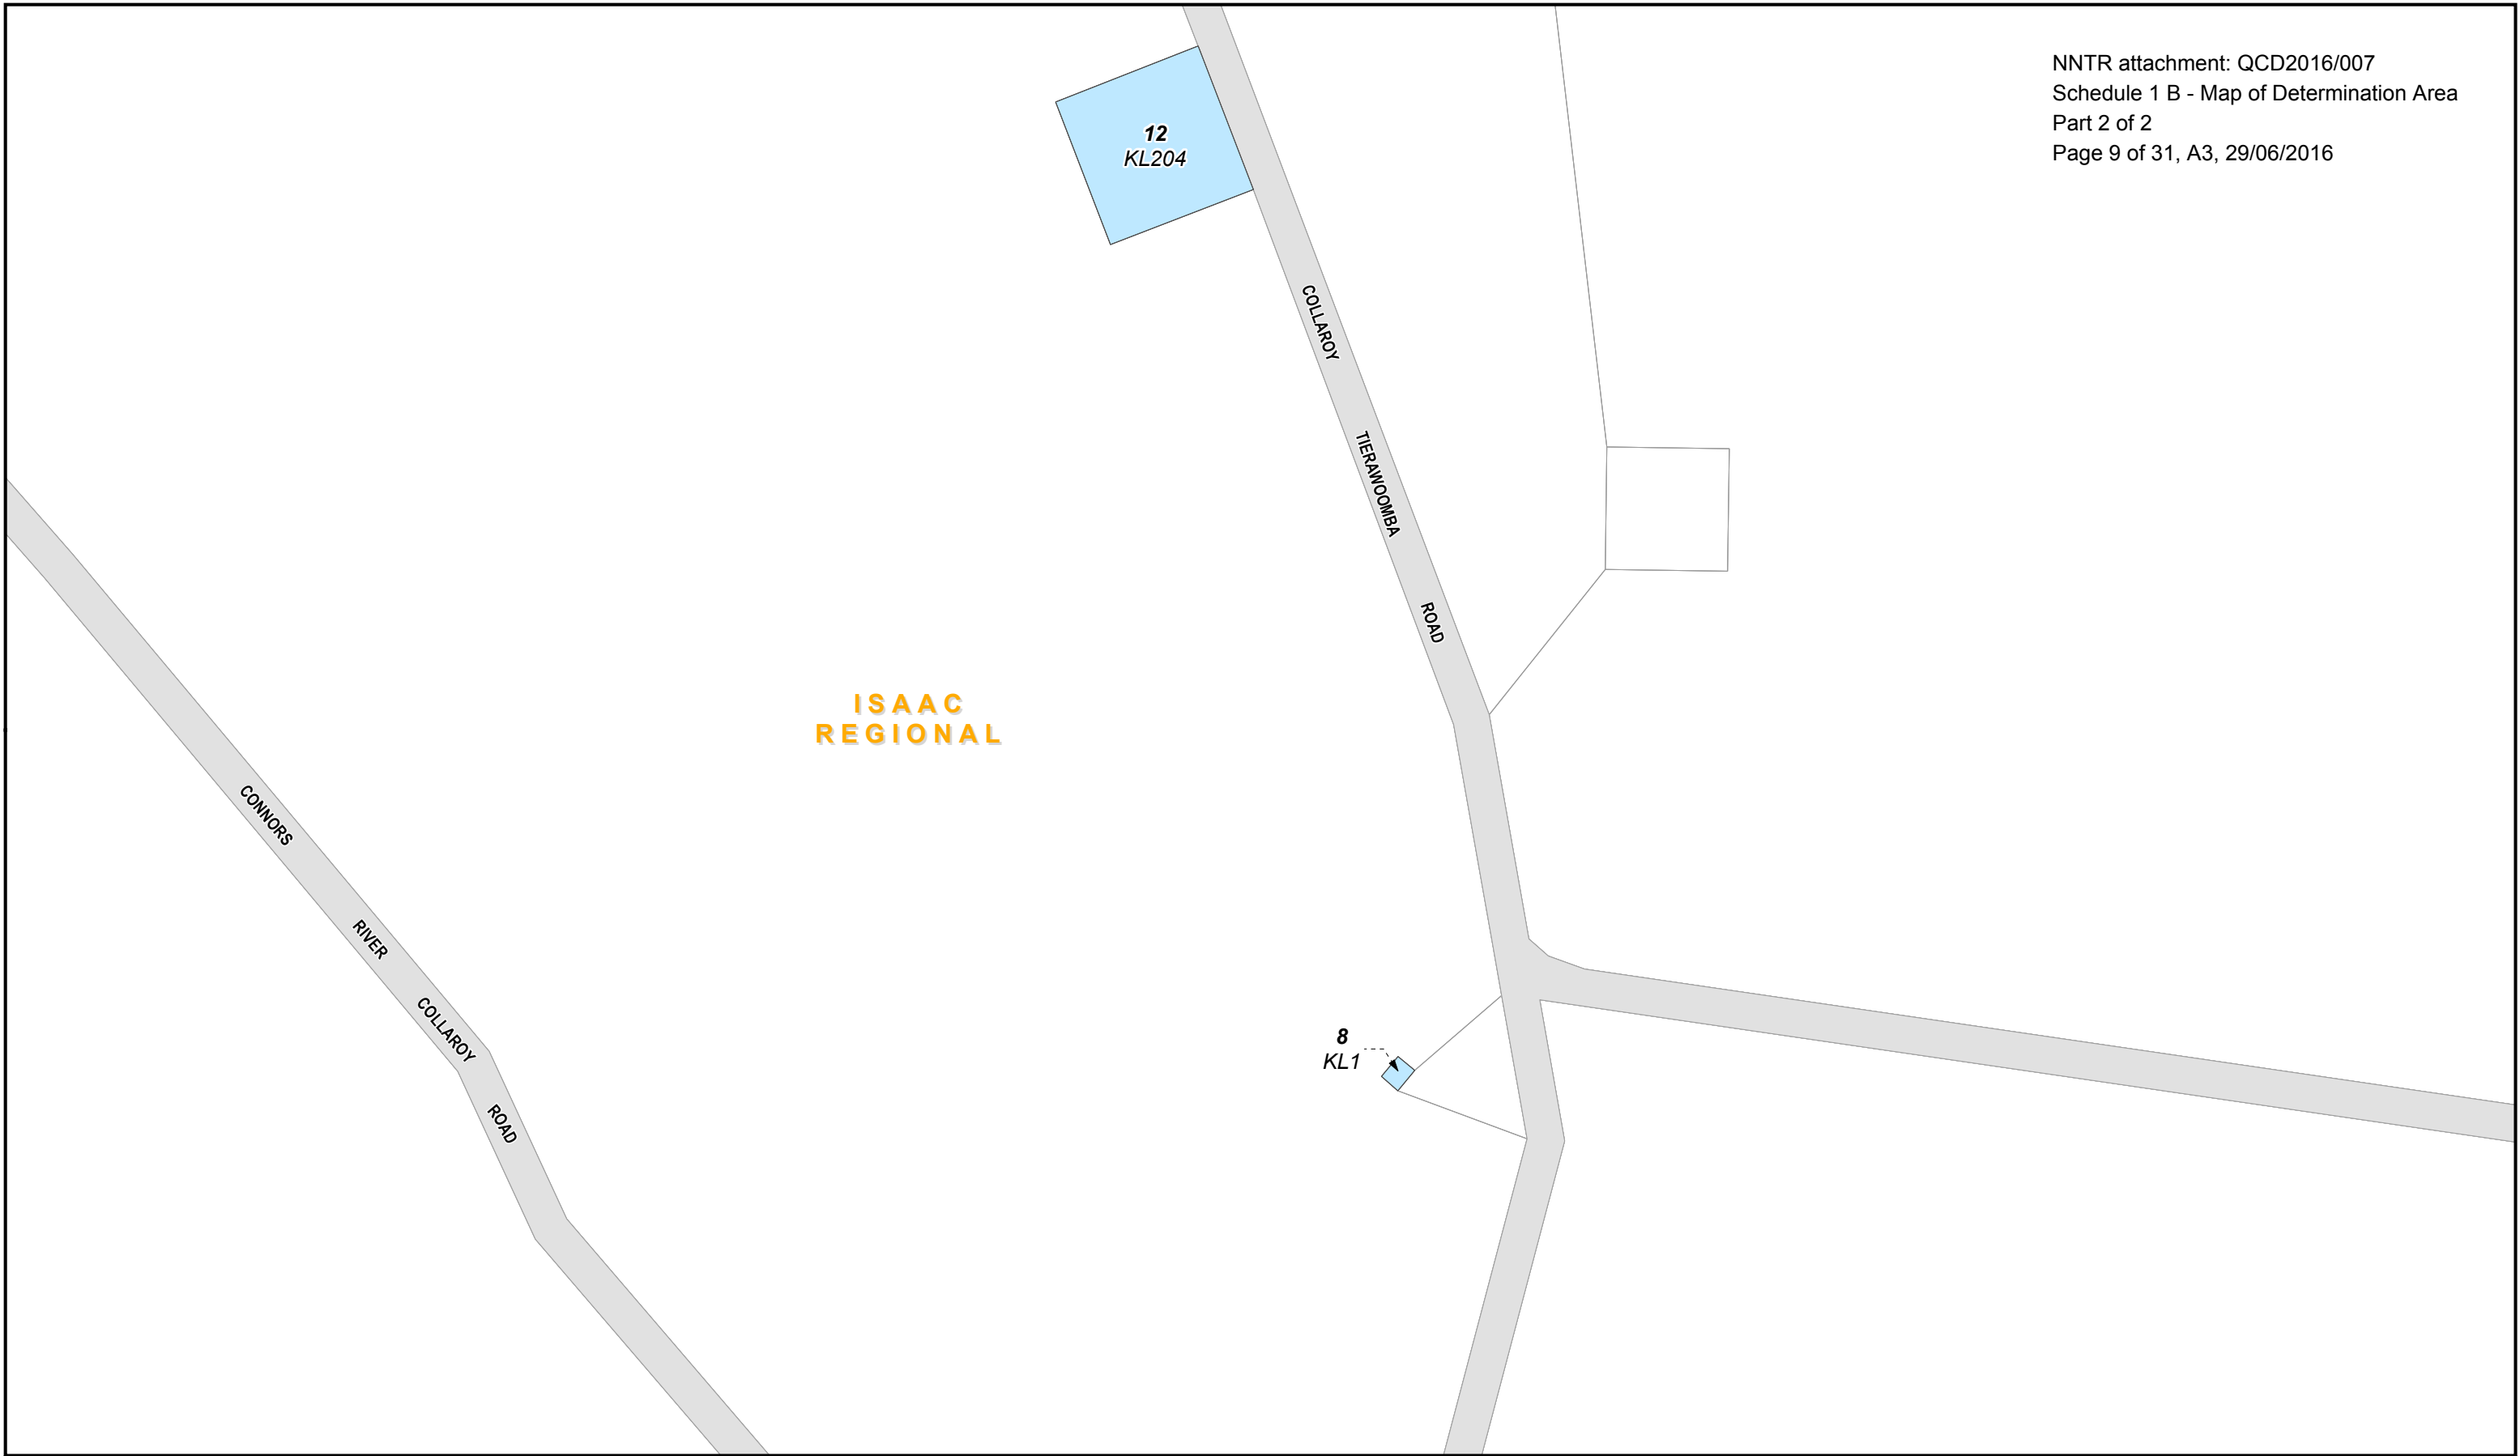 NNTR attachment: QCD2016/007
Schedule 1 B - Map of Determination Area
Part 2 of 2
Page 9 of 31, A3, 29/06/2016
12
KL204
COLLAROY
TIERAWOOMBA
ROAD
ISAAC
REGIONAL
CONNORS
RIVER
COLLAROY
ROAD
8
KL1